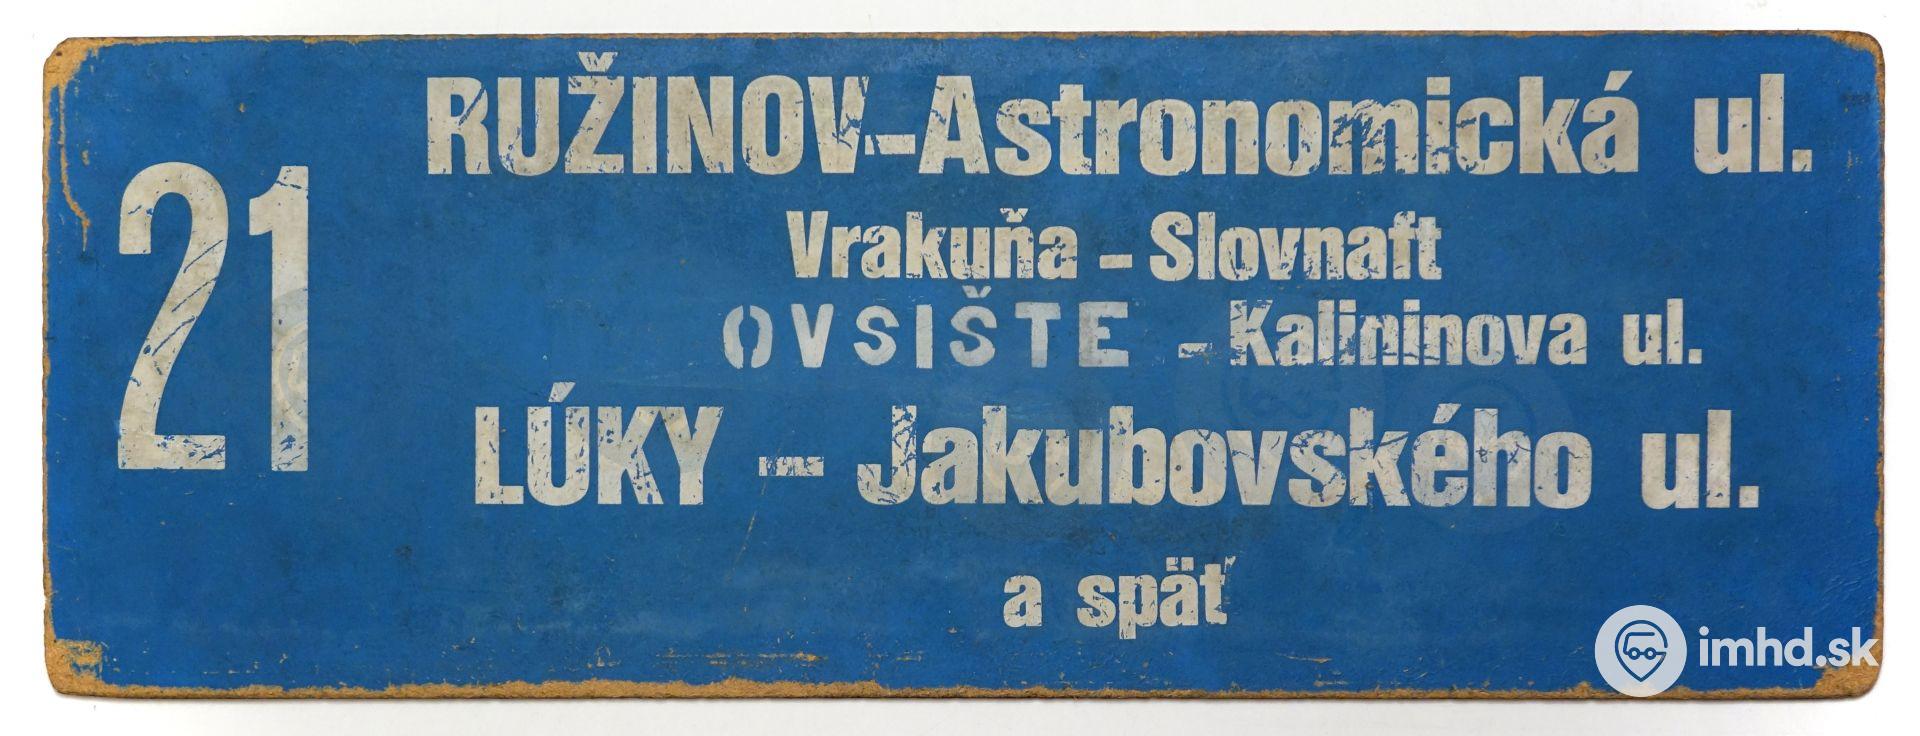 21
RUŽINOV-Astronomická ul.
Vrakuňa - Slovnaft
OVSIŠTE - Kalininova ul.
LÚKY - Jakubovského ul.
a späť
imhd.sk